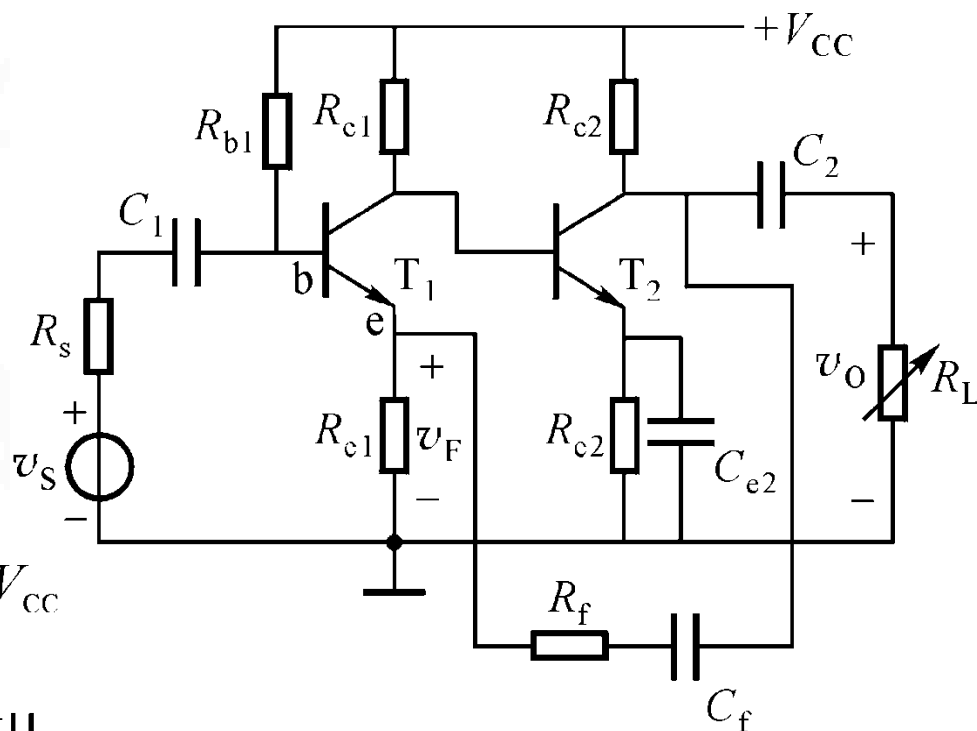 +V_CC
R_b1
R_c1
R_c2
C_2
C_1
b
T_1
T_2
e
+
R_s
+
R_e1
v_F
R_e2
C_e2
v_O
R_L
+
v_S
−
−
−
V_CC
R_f
C_f